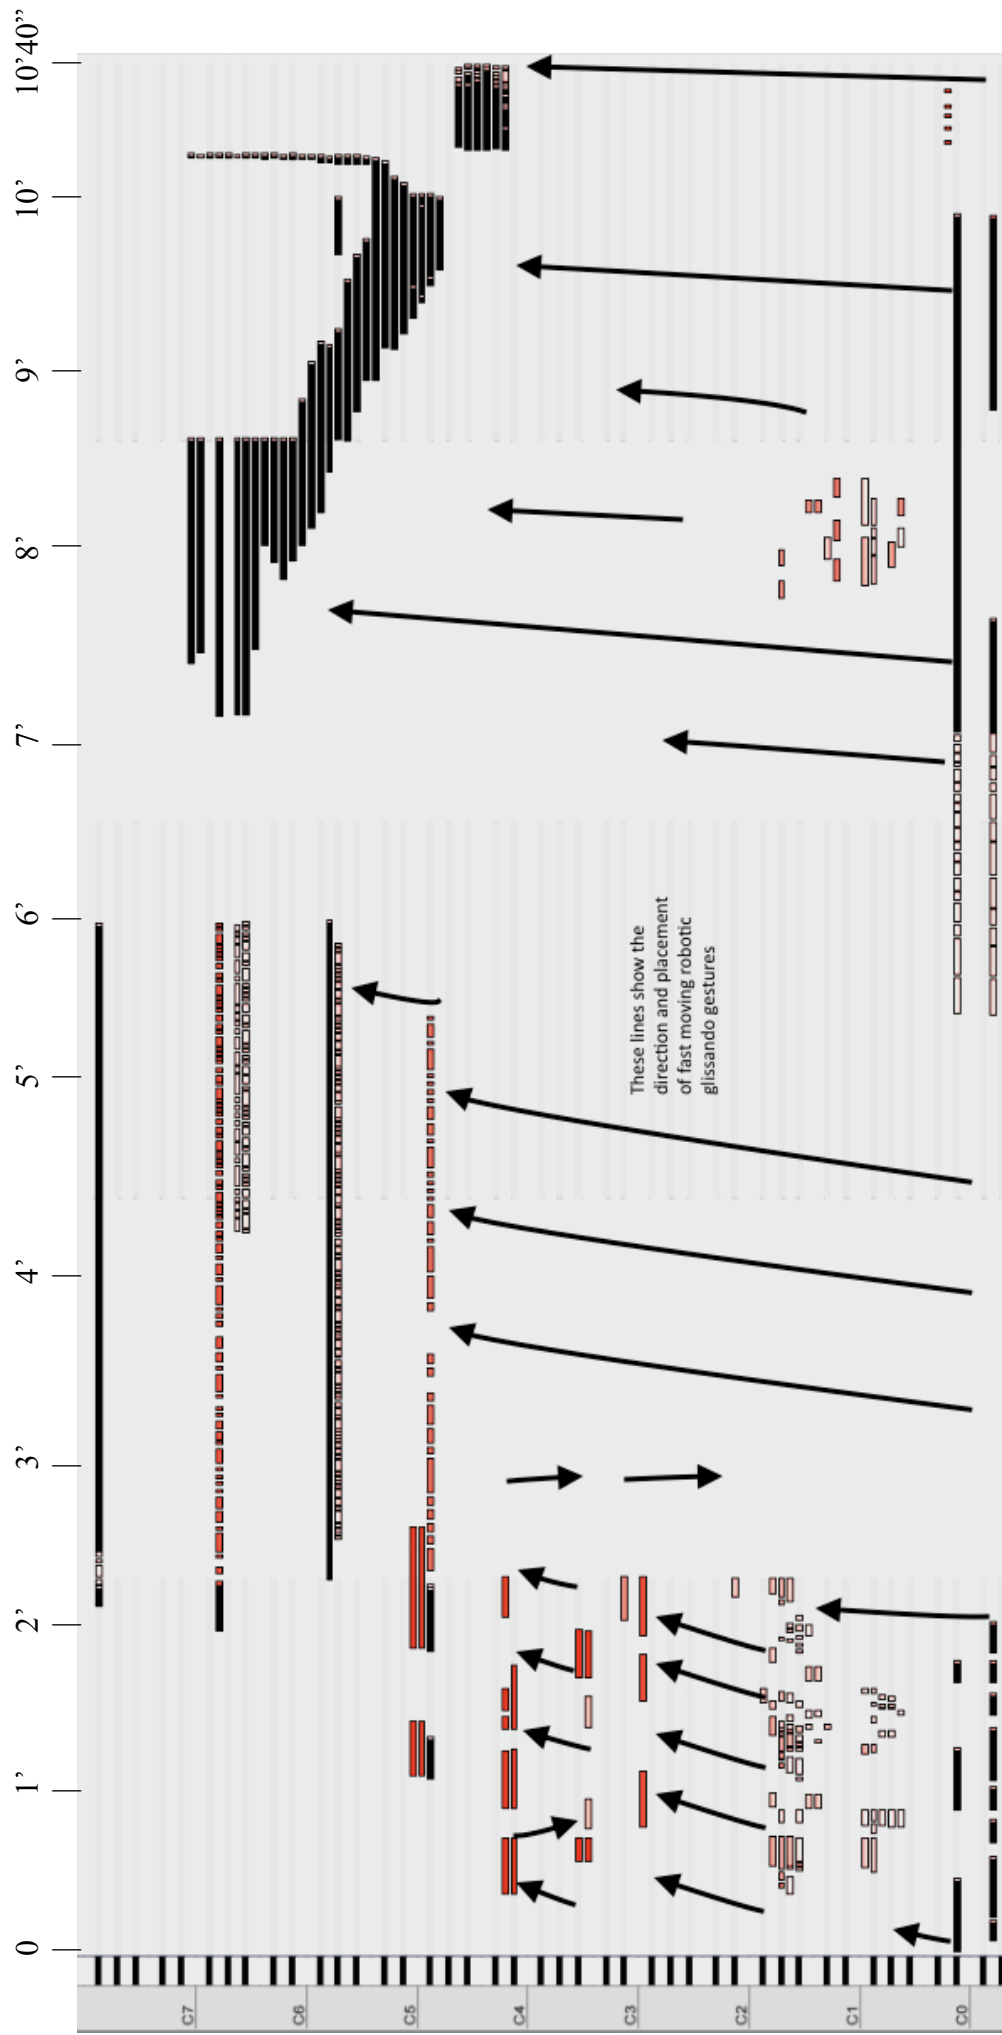 0
1’
2’
3’
4’
5’
6’
7’
8’
9’
10’
10’40”
C7
C6
C5
C4
C3
C2
C1
C0
These lines show the
direction and placement
of fast moving robotic
glissando gestures